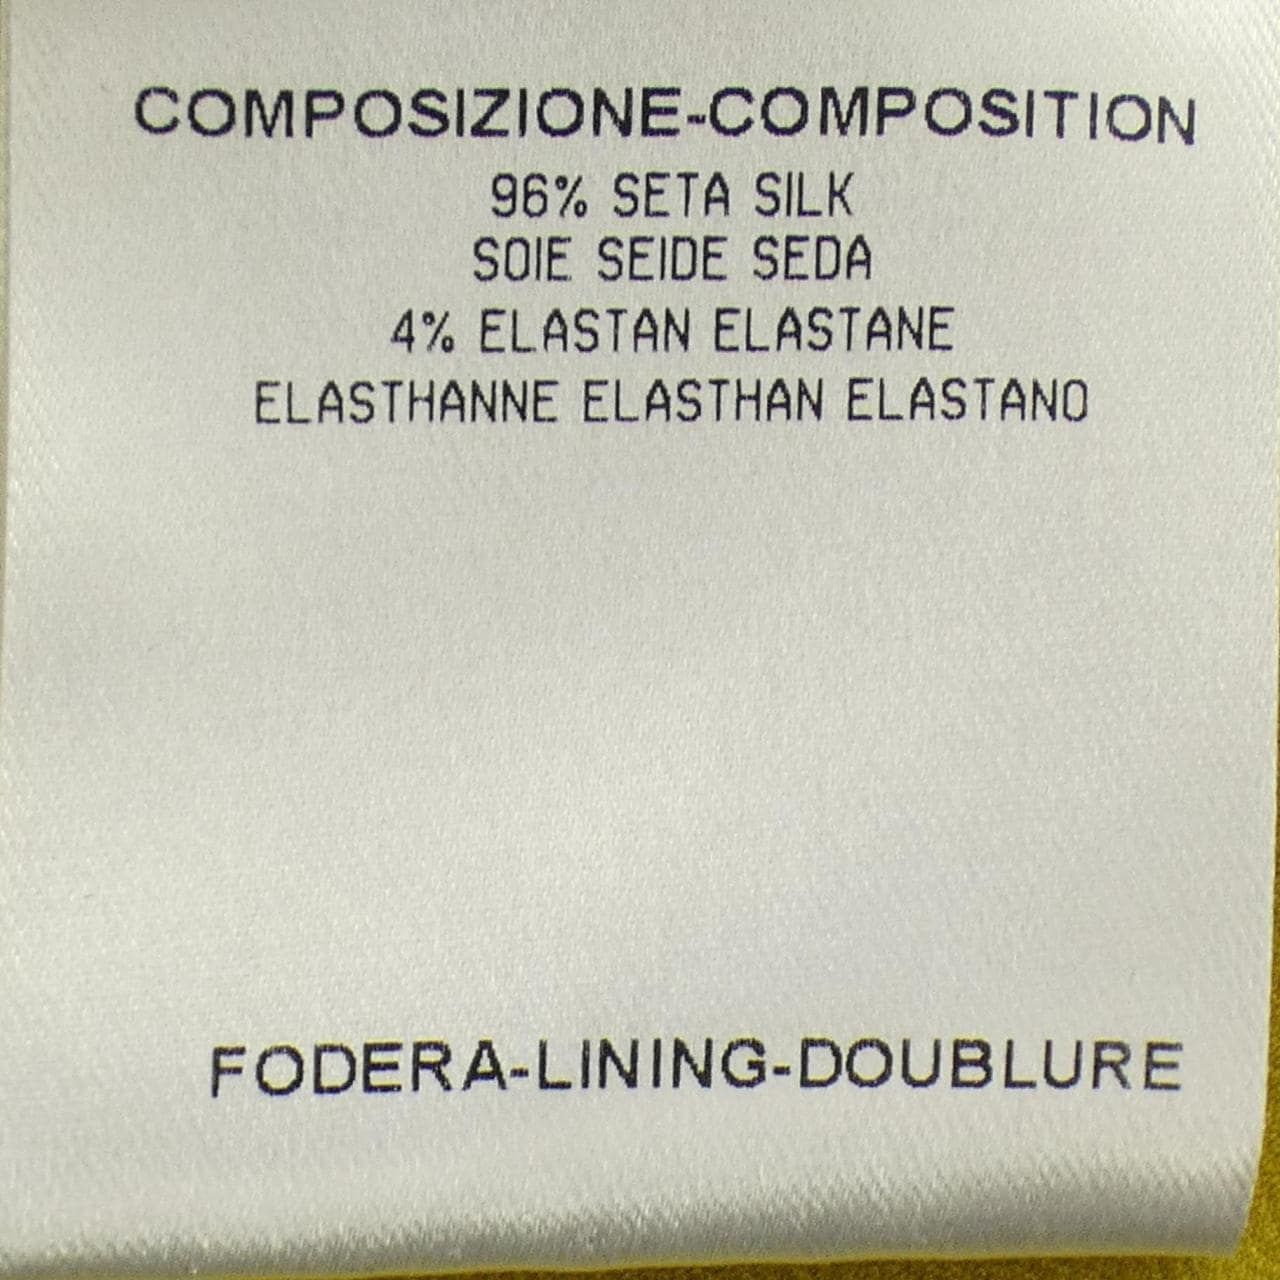 COMPOSIZIONE-COMPOSITION
96% SETA SILK
SOIE SEIDE SEDA
4% ELASTAN ELASTANE
ELASTHANNE ELASTHAN ELASTANO
FODERA-LINING-DOUBLURE